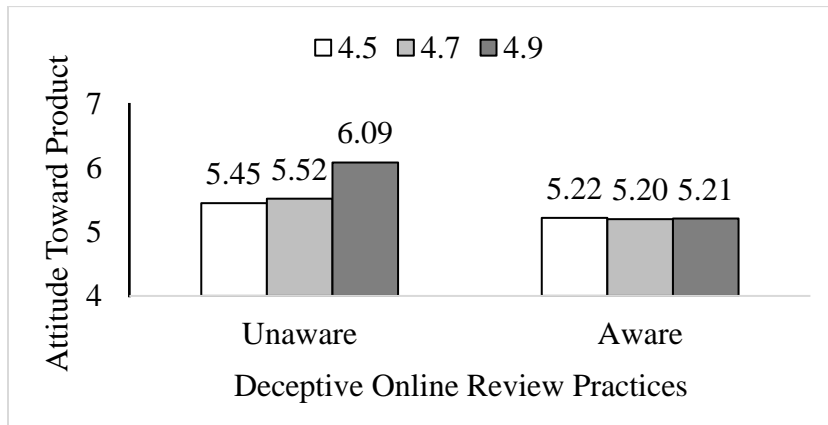 4.5 4.7 4.9
Attitude Toward Product
7
6
5
4
5.45 5.52 6.09
5.22 5.20 5.21
Unaware Aware
Deceptive Online Review Practices